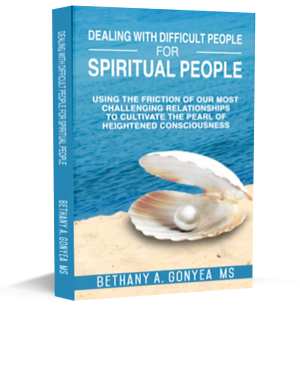 DEALING WITH DIFFICULT PEOPLE
FOR
SPIRITUAL PEOPLE
USING THE FRICTION OF OUR MOST
CHALLENGING RELATIONSHIPS
TO CULTIVATE THE PEARL OF
HEIGHTENED CONSCIOUSNESS
BETHANY A. GONYEA MS
DEALING WITH DIFFICULT PEOPLE FOR SPIRITUAL PEOPLE
BETHANY A. GONYEA MS